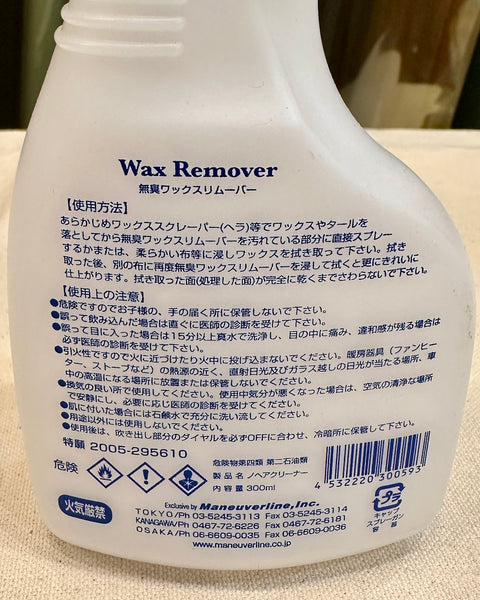 Wax Remover
無臭ワックスリムーバー
【使用方法】
あらかじめワックススクレーパー(ヘラ)等でワックスやタールを
落としてから無臭ワックスリムーバーを汚れている部分に直接スプレー
するかまたは、柔らかい布等に浸しワックスを拭き取って下さい。拭き
取った後、別の布に再度無臭ワックスリムーバーを浸して拭くと更にきれいに
仕上がります。拭き取った面(処理した面)が完全に乾くまでさわらないで下さい。
【使用上の注意】
●危険ですのでお子様の、手の届く所に保管しないで下さい。
●誤って飲み込んだ場合は直ぐに医師の診断を受けて下さい。
●誤って目に入った場合は15分以上真水で洗浄し、目の中に痛み、違和感が残る場合は
必ず医師の診断を受けて下さい。
●引火性ですので火に近づけたり火中に投げ込まないでください。暖房器具(ファンヒー
ター、ストーブなど)の熱源の近く、直射日光及びガラス越しの日光が当たる場所、車
中の高温になる場所に放置または保管しないでください。
●換気の良い所で使用してください。使用中気分が悪くなった場合は、空気の清浄な場所
で安静にし、必要に応じ医師の診断を受けてください。
●肌に付いた場合には石鹸水で充分に洗い流してください。
●用途以外には使用しないでください。
●使用後は、吹き出し部分のダイヤルを必ずOFFに合わせ、冷暗所に保管して下さい。
特願 2005-295610
危険
危険物第四類 第二石油類
製品名 ノヘアクリーナー
内容量 300ml
4 532220 300593
火気厳禁
Exclusive by Maneuverline,Inc.
TOKYO/Ph 03-5245-3113 Fax 03-5245-3114
KANAGAWA/Ph 0467-72-6226 Fax 0467-72-6181
OSAKA/Ph 06-6609-0035 Fax 06-6609-0036
www.maneuverline.co.jp
プラ
キャップ
スプレーガン
容器